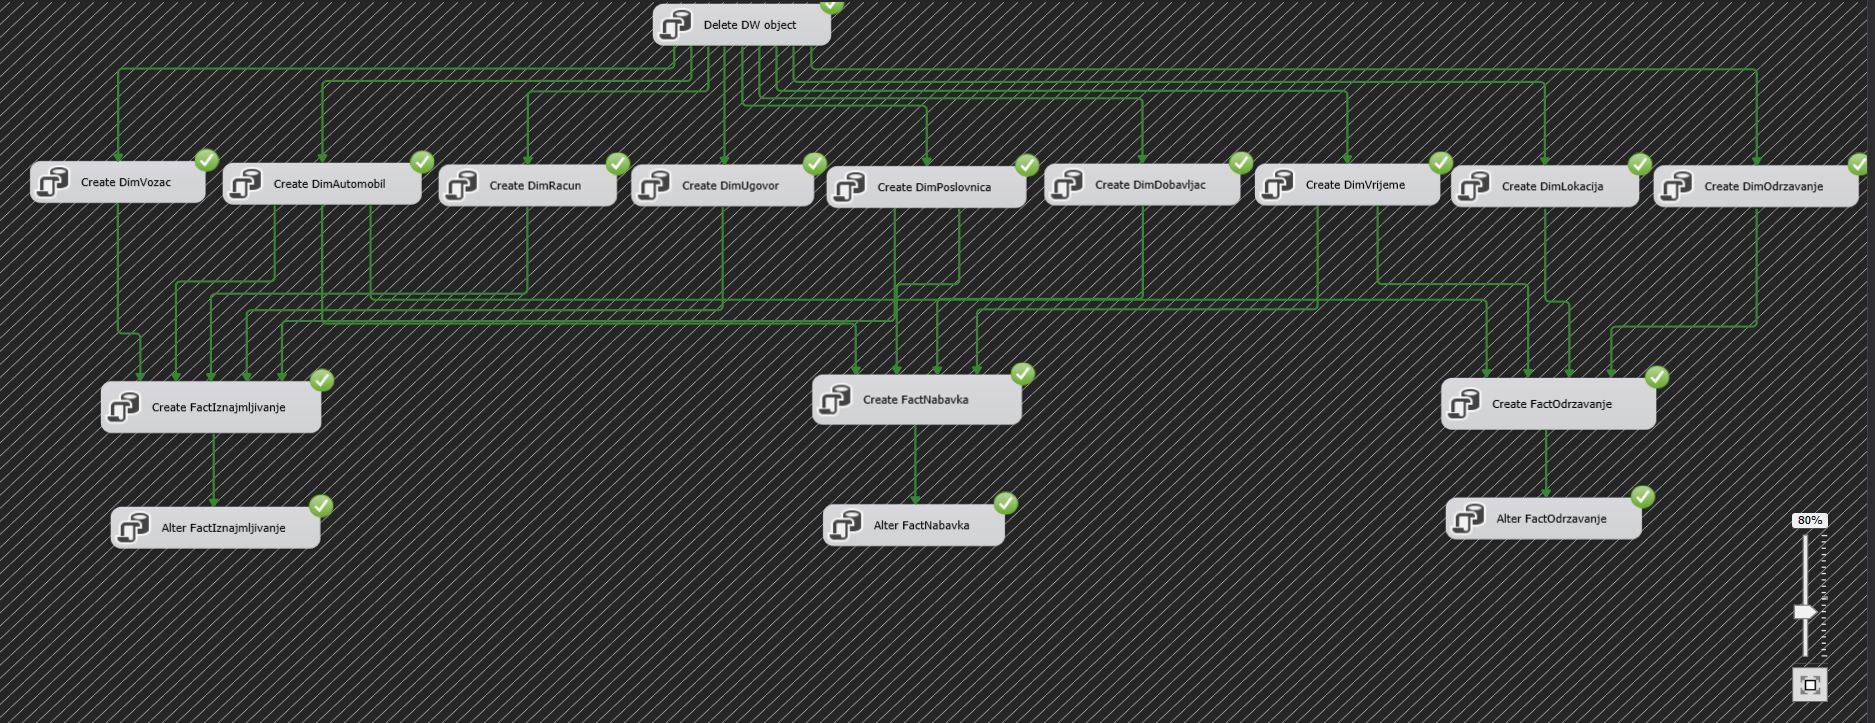 Delete DW object
Create DimVozac
Create DimAutomobil
Create DimRacun
Create DimUgovor
Create DimPoslovnica
Create DimDobavljac
Create DimVrijeme
Create DimLokacija
Create DimOdrzavanje
Create FactIznajmljivanje
Create FactNabavka
Create FactOdrzavanje
Alter FactIznajmljivanje
Alter FactNabavka
Alter FactOdrzavanje
80%